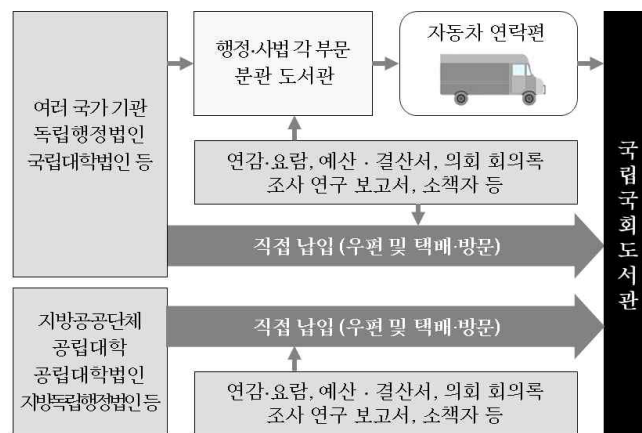 여러 국가 기관
독립행정법인
국립대학법인 등
행정·사법 각 부문
분관 도서관
자동차 연락편
연감·요람, 예산·결산서, 의회 회의록
조사 연구 보고서, 소책자 등
직접 납입 (우편 및 택배·방문)
지방공공단체
공립대학
공립대학법인
지방독립행정법인 등
직접 납입 (우편 및 택배·방문)
연감·요람, 예산·결산서, 의회 회의록
조사 연구 보고서, 소책자 등
국립국회도서관